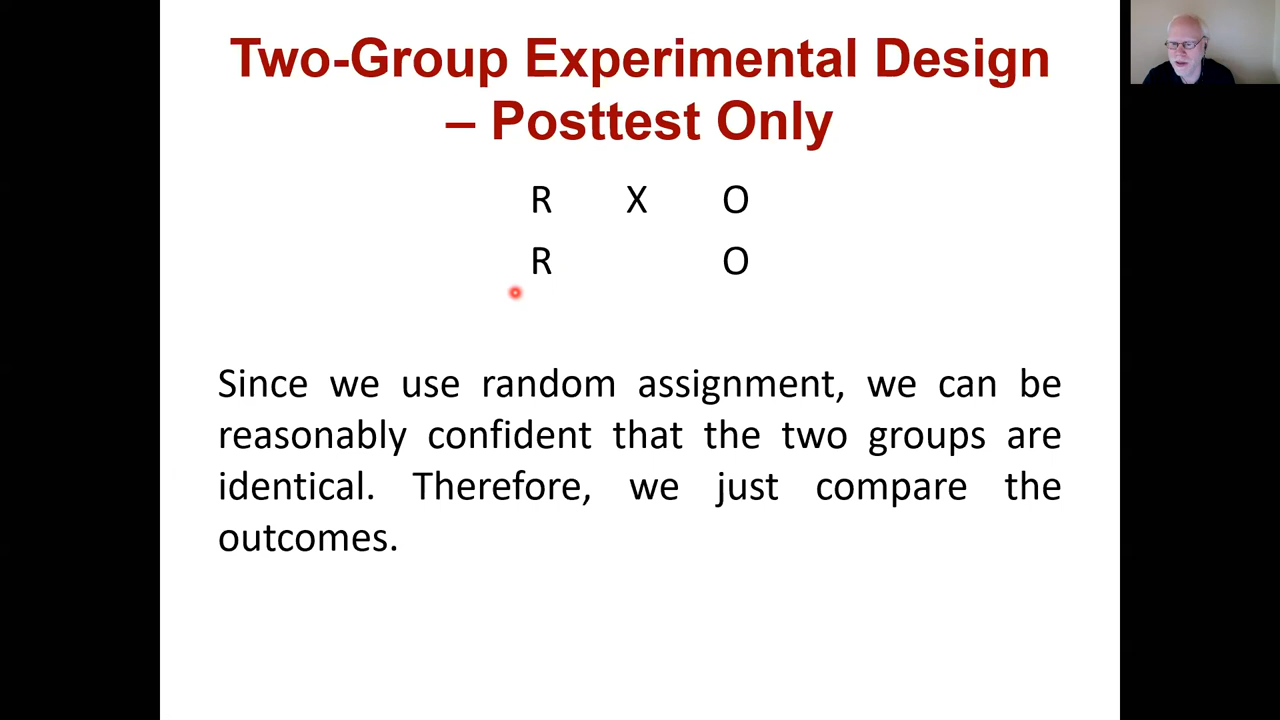 Two-Group Experimental Design
– Posttest Only
R X O
R O
Since we use random assignment, we can be
reasonably confident that the two groups are
identical. Therefore, we just compare the
outcomes.